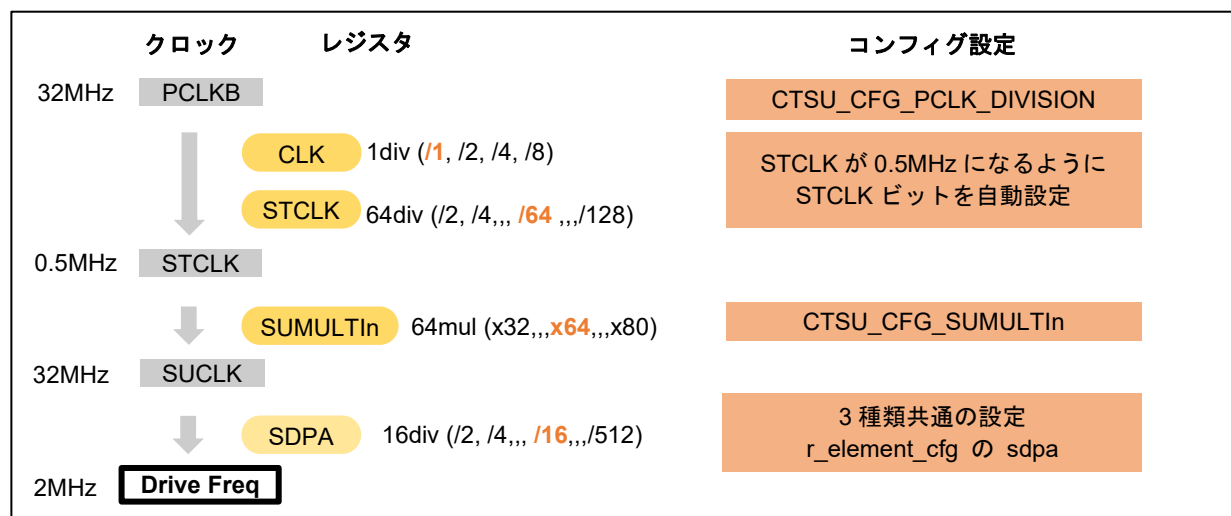 クロック レジスタ コンフィグ設定
32MHz PCLKB CTSU_CFG_PCLK_DIVISION
CLK 1div (/1, /2, /4, /8)
STCLK が 0.5MHz になるように
STCLK ビットを自動設定
STCLK 64div (/2, /4,,, /64 ,,,/128)
0.5MHz STCLK
SUMULTIn 64mul (x32,,,x64,,,x80) CTSU_CFG_SUMULTIn
32MHz SUCLK
SDPA 16div (/2, /4,,, /16,,,/512)
3 種類共通の設定
r_element_cfg の sdpa
2MHz Drive Freq